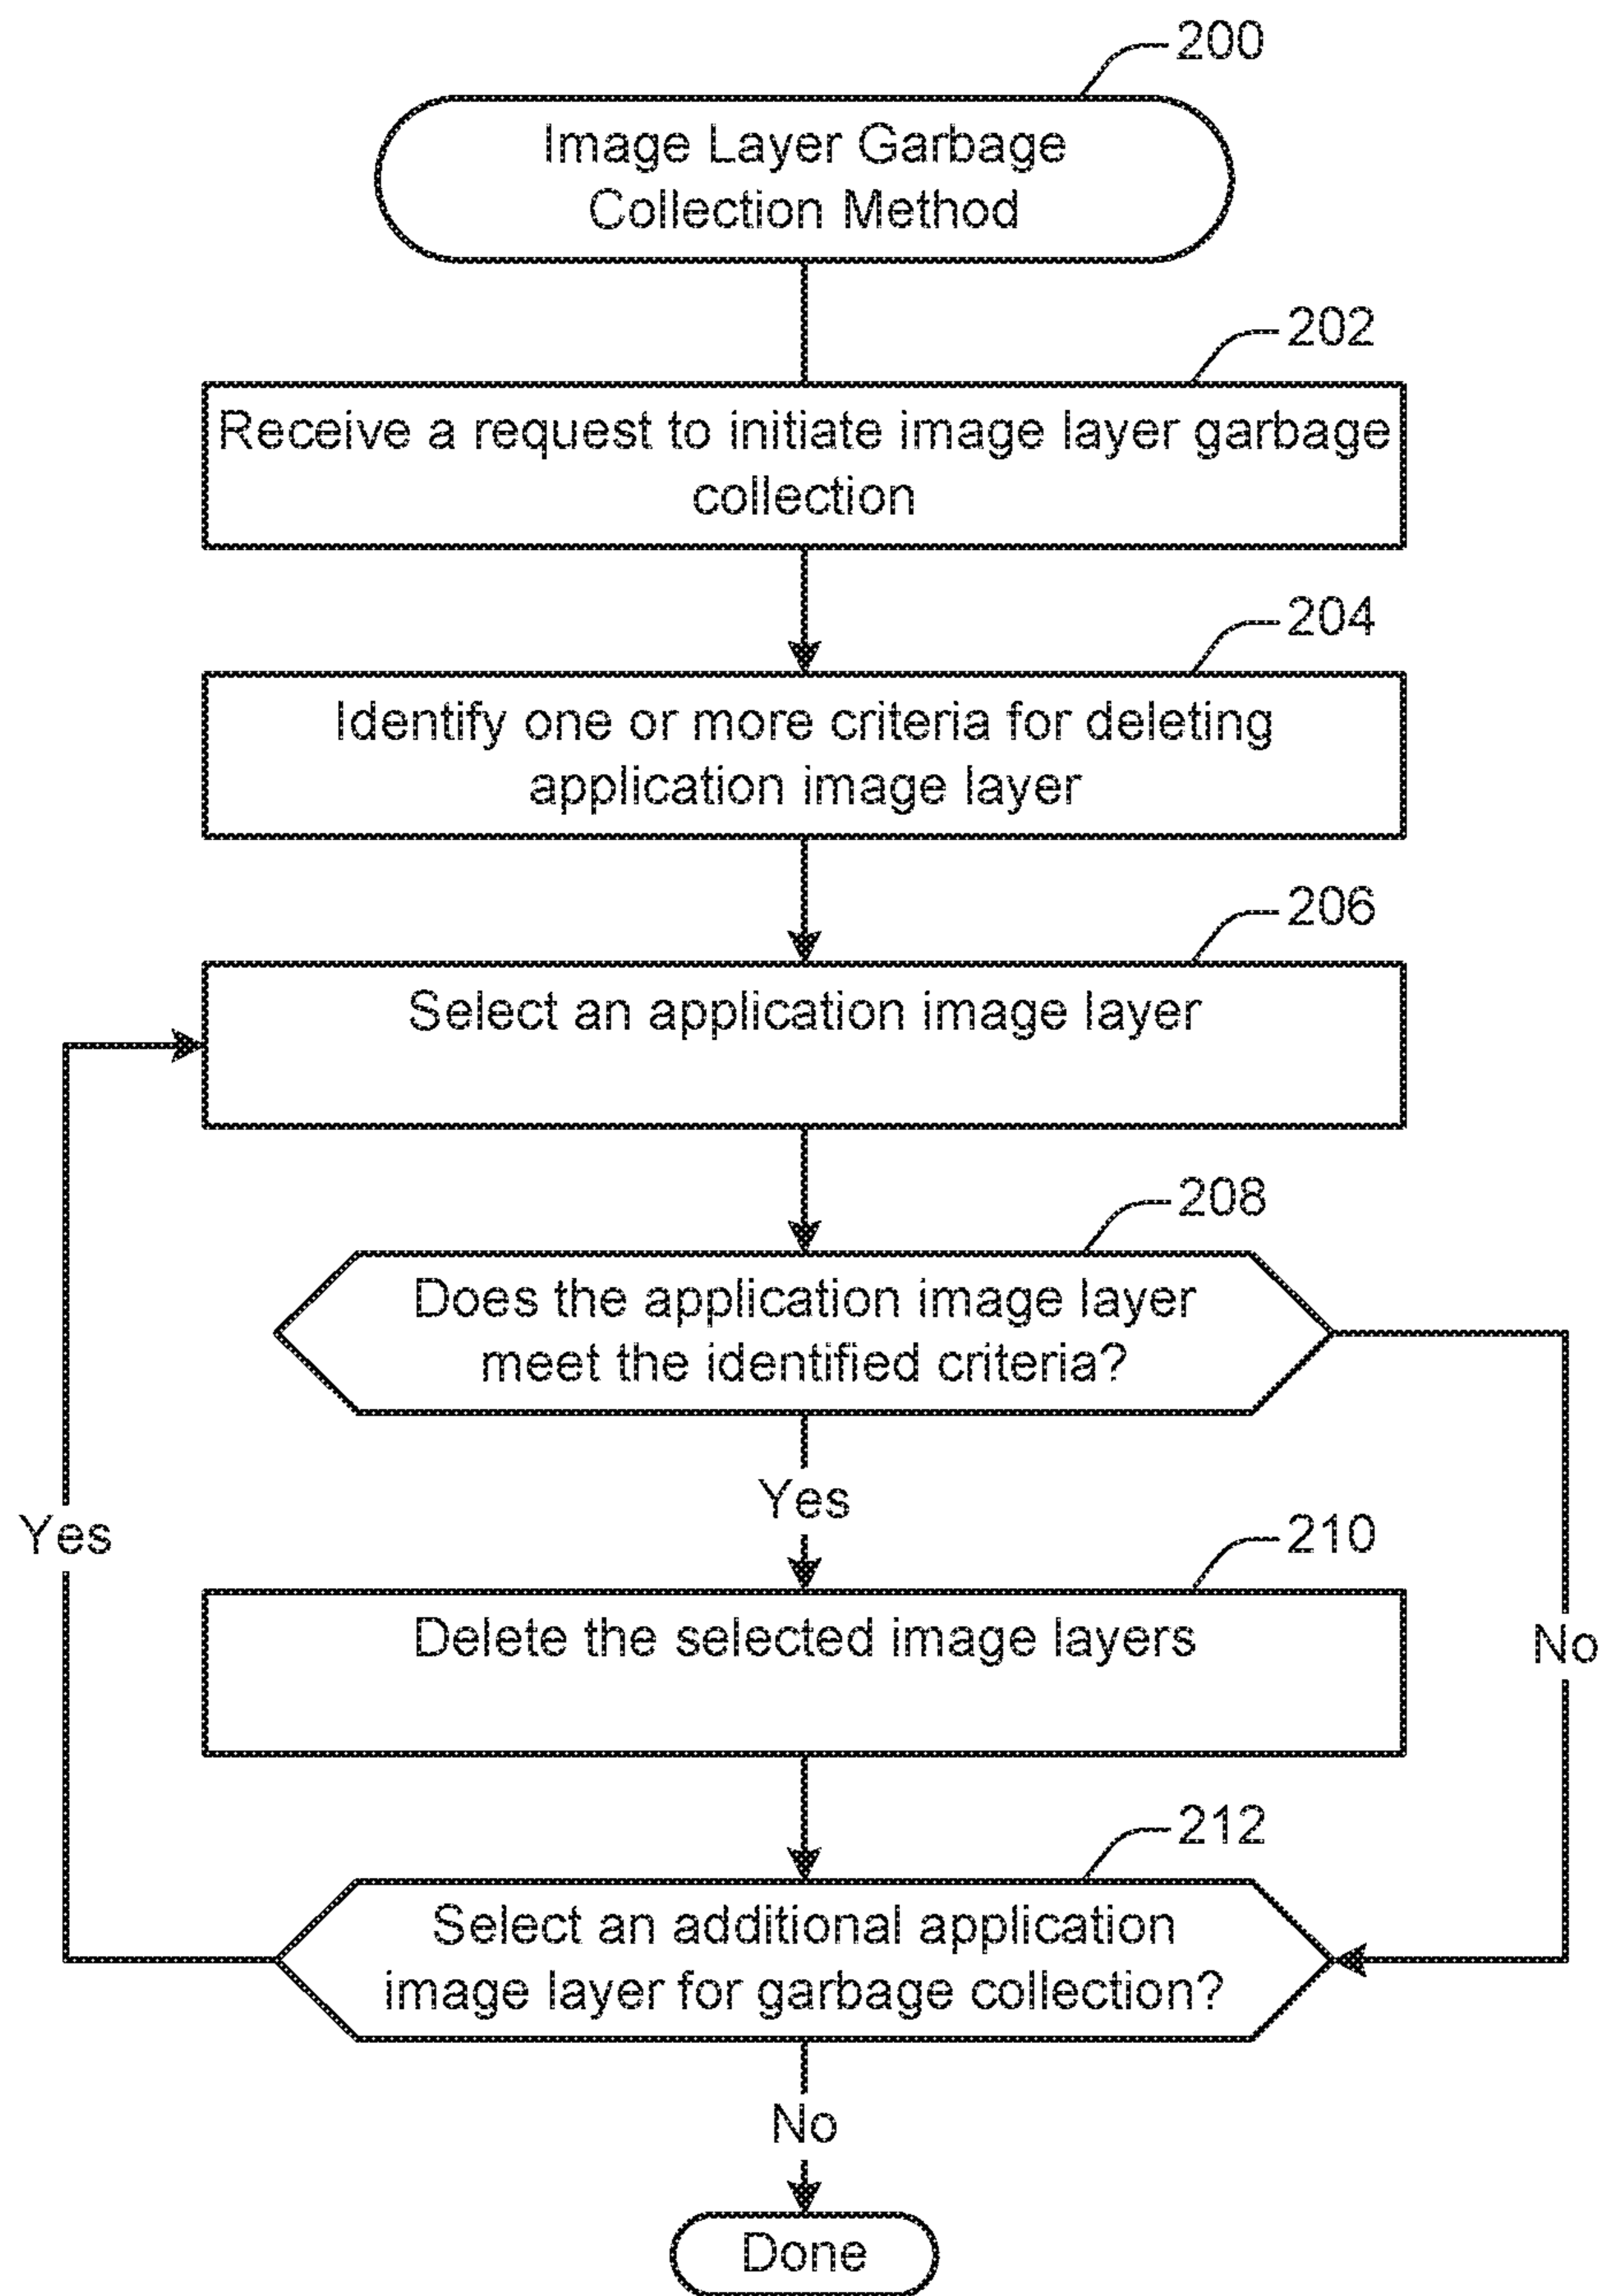 200
Image Layer Garbage
Collection Method
202
Receive a request to initiate image layer garbage
collection
204
Identify one or more criteria for deleting
application image layer
206
Select an application image layer
208
Does the application image layer
meet the identified criteria?
Yes
Yes
210
Delete the selected image layers
No
212
Select an additional application
image layer for garbage collection?
No
Done